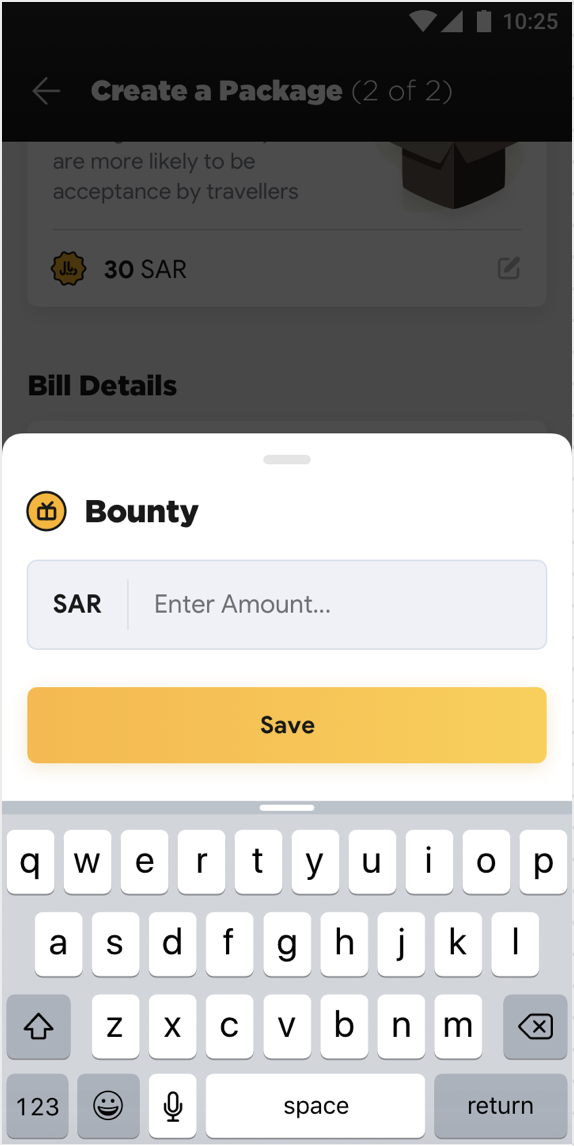 10:25
Create a Package (2 of 2)
are more likely to be
acceptance by travellers
30 SAR
Bill Details
Bounty
SAR
Enter Amount...
Save
q w e r t y u i o p
a s d f g h j k l
z x c v b n m
123 space return